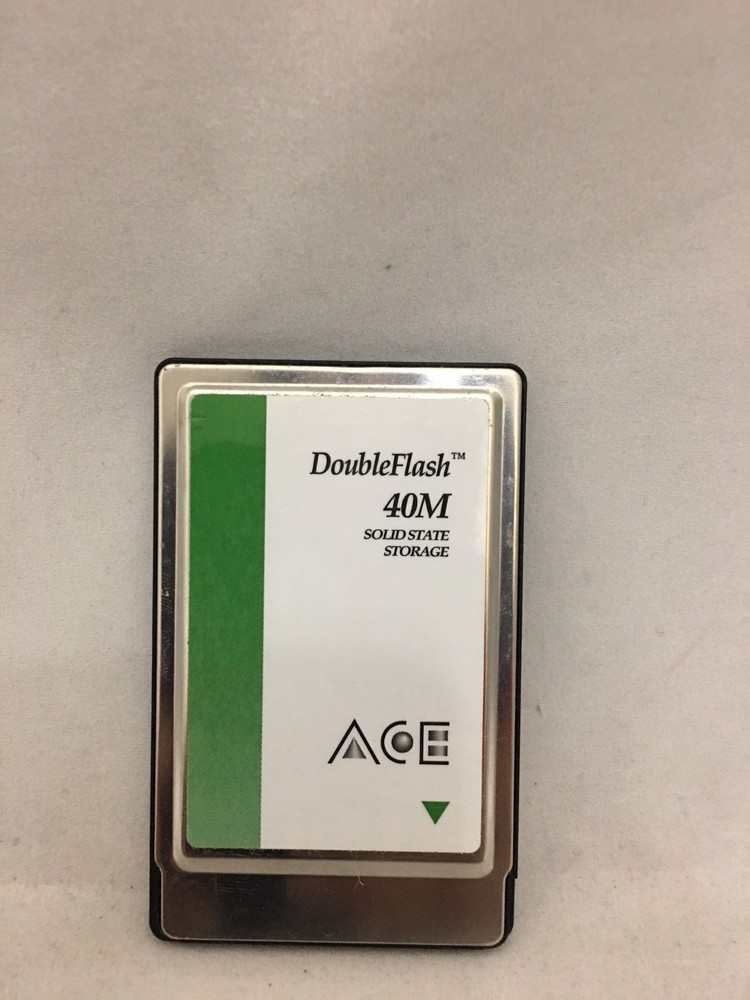 DoubleFlash™
40M
SOLID STATE
STORAGE
ACE